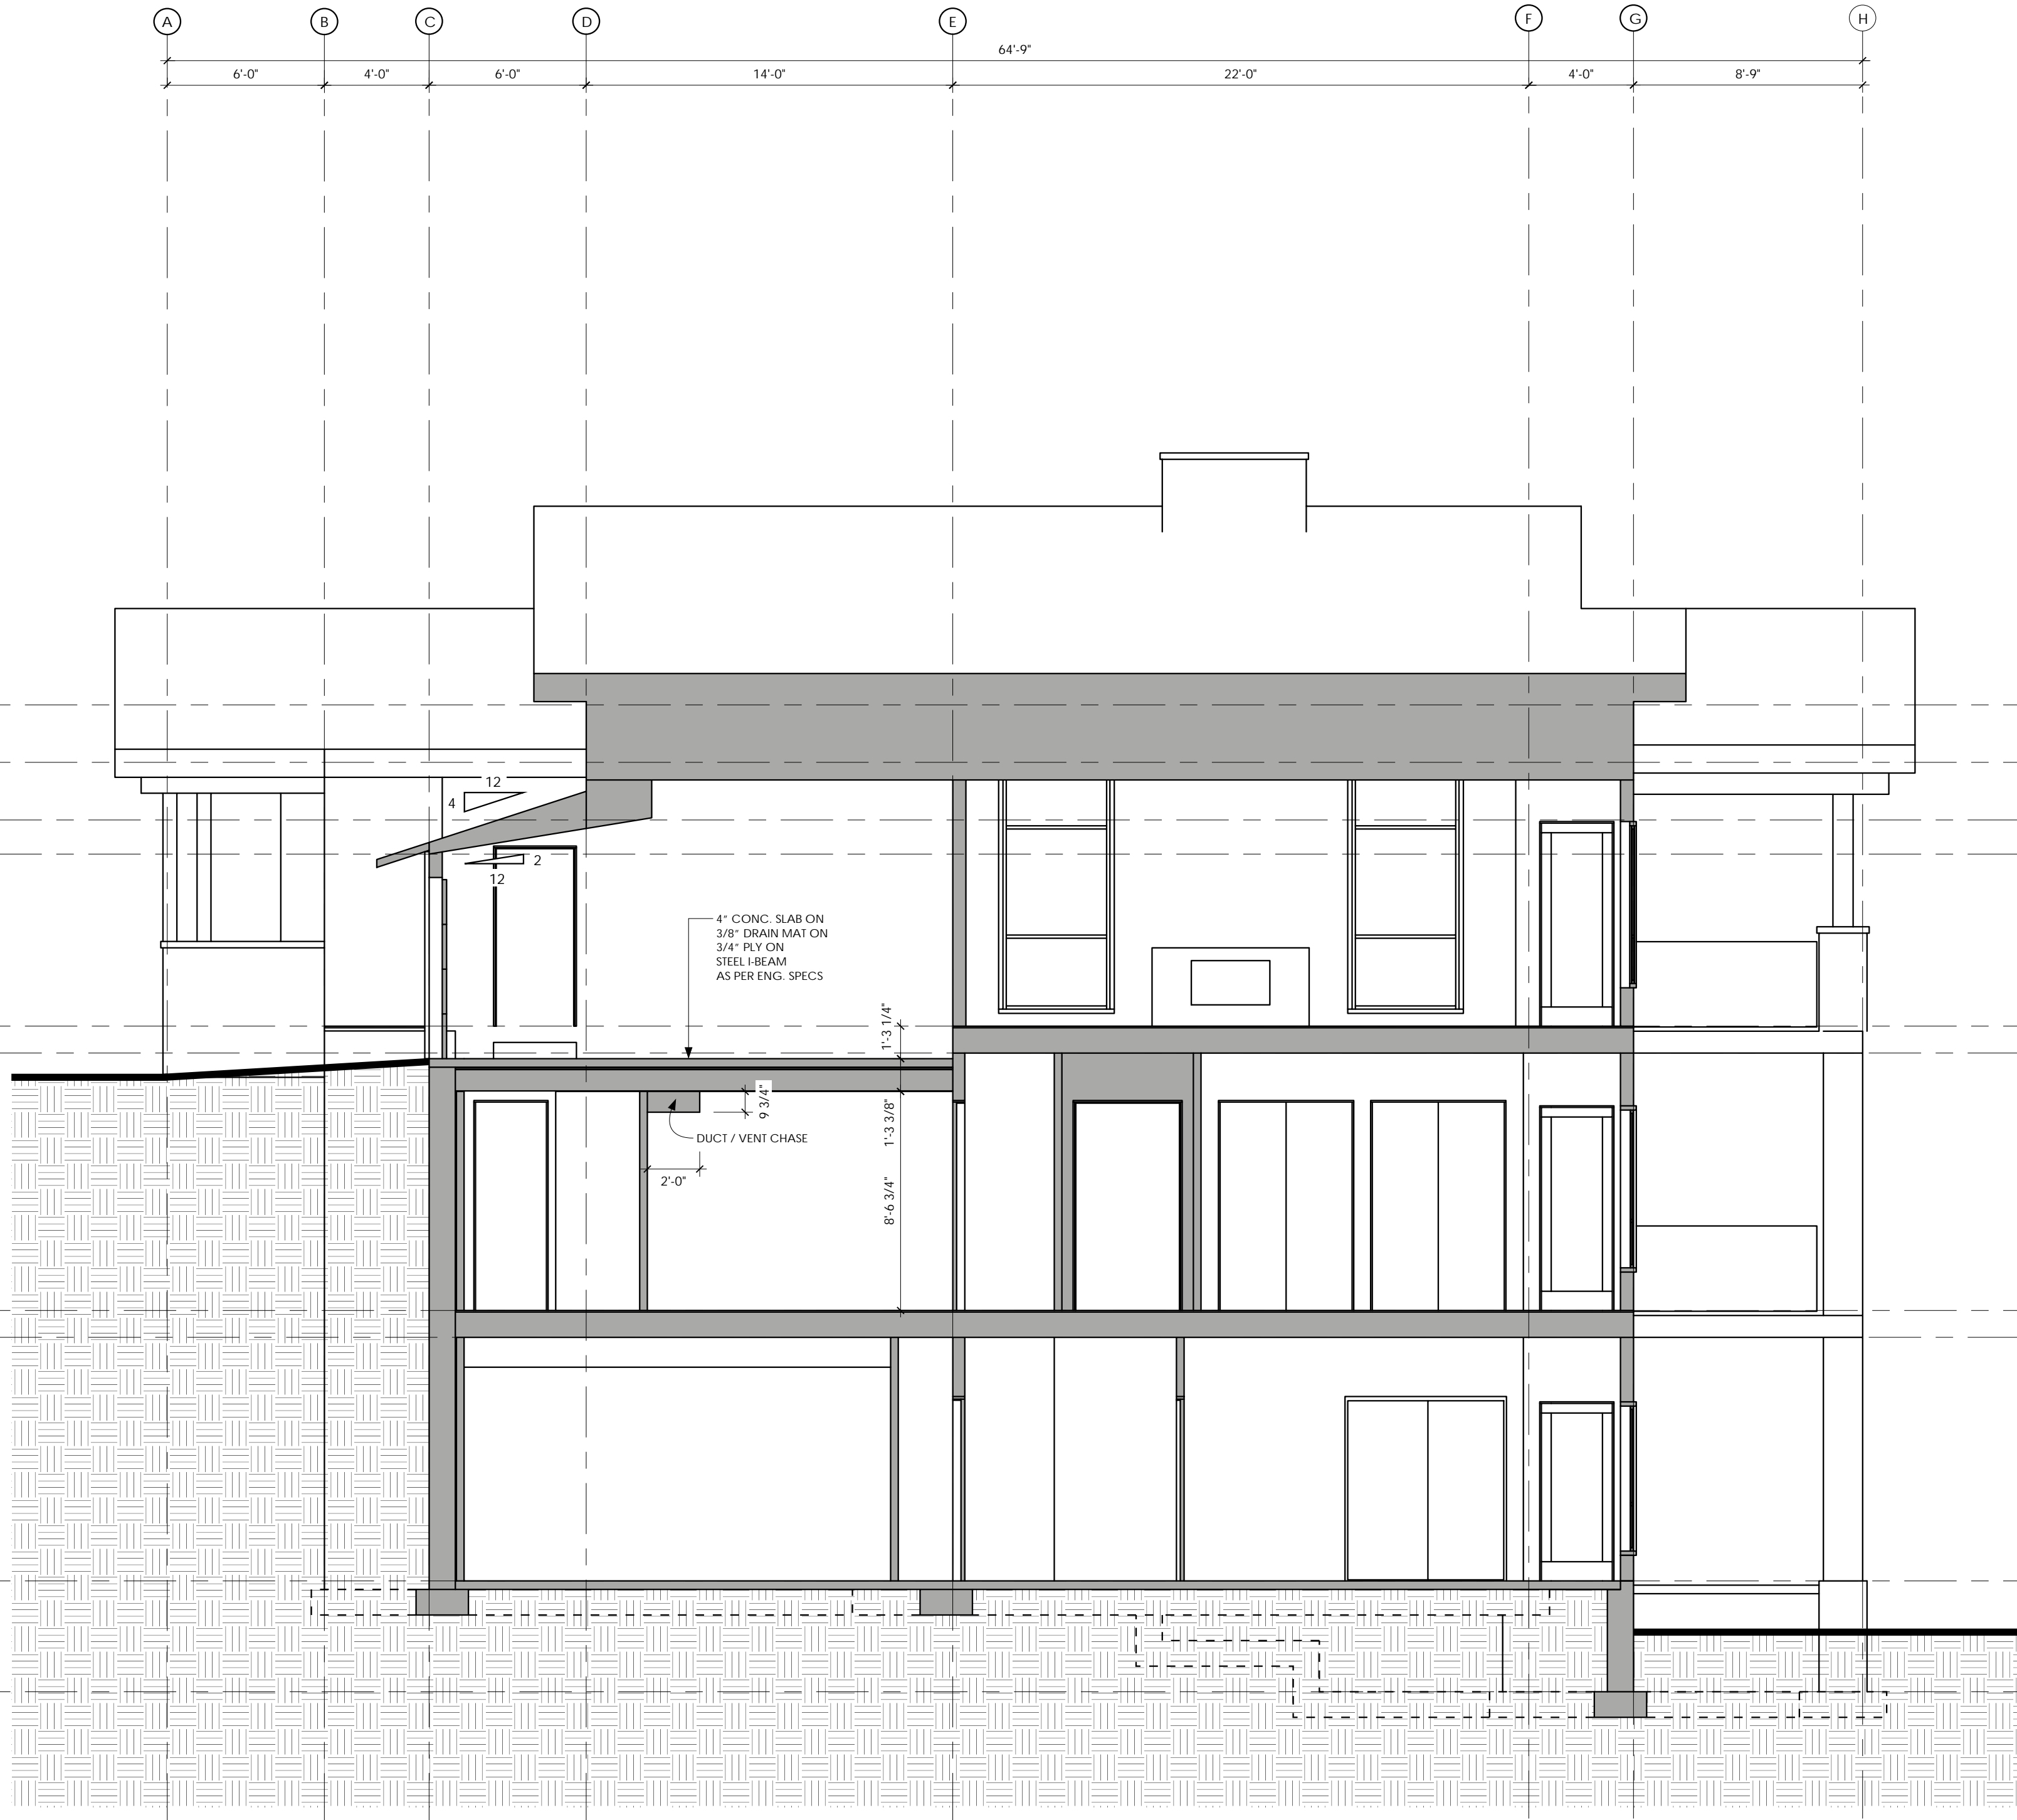 A B C D E F G H
64'-9"
6'-0" 4'-0" 6'-0" 14'-0" 22'-0" 4'-0" 8'-9"
12
4
2
12
4" CONC. SLAB ON
3/8" DRAIN MAT ON
3/4" PLY ON
STEEL I-BEAM
AS PER ENG. SPECS
1'-3 1/4"
9 3/4"
1'-3 3/8"
DUCT / VENT CHASE
2'-0"
8'-6 3/4"